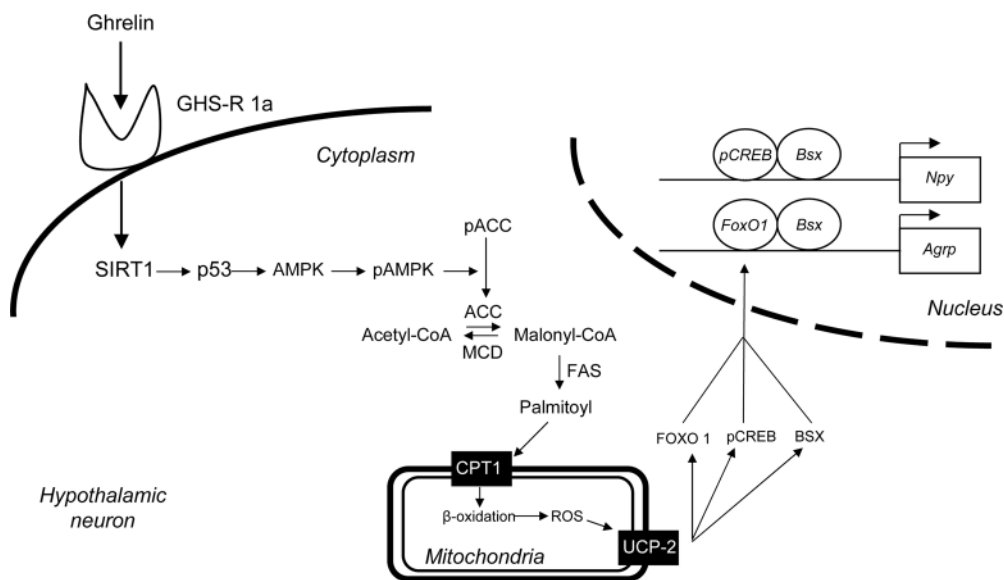 Ghrelin
GHS-R 1a
Cytoplasm
pCREB Bsx
Npy
FoxO1 Bsx
Agrp
Nucleus
pACC
SIRT1 p53 AMPK pAMPK
ACC
Acetyl-CoA Malonyl-CoA
MCD
FAS
Palmitoyl
FOXO 1 pCREB BSX
CPT1
Hypothalamic
neuron
β-oxidation ROS
UCP-2
Mitochondria